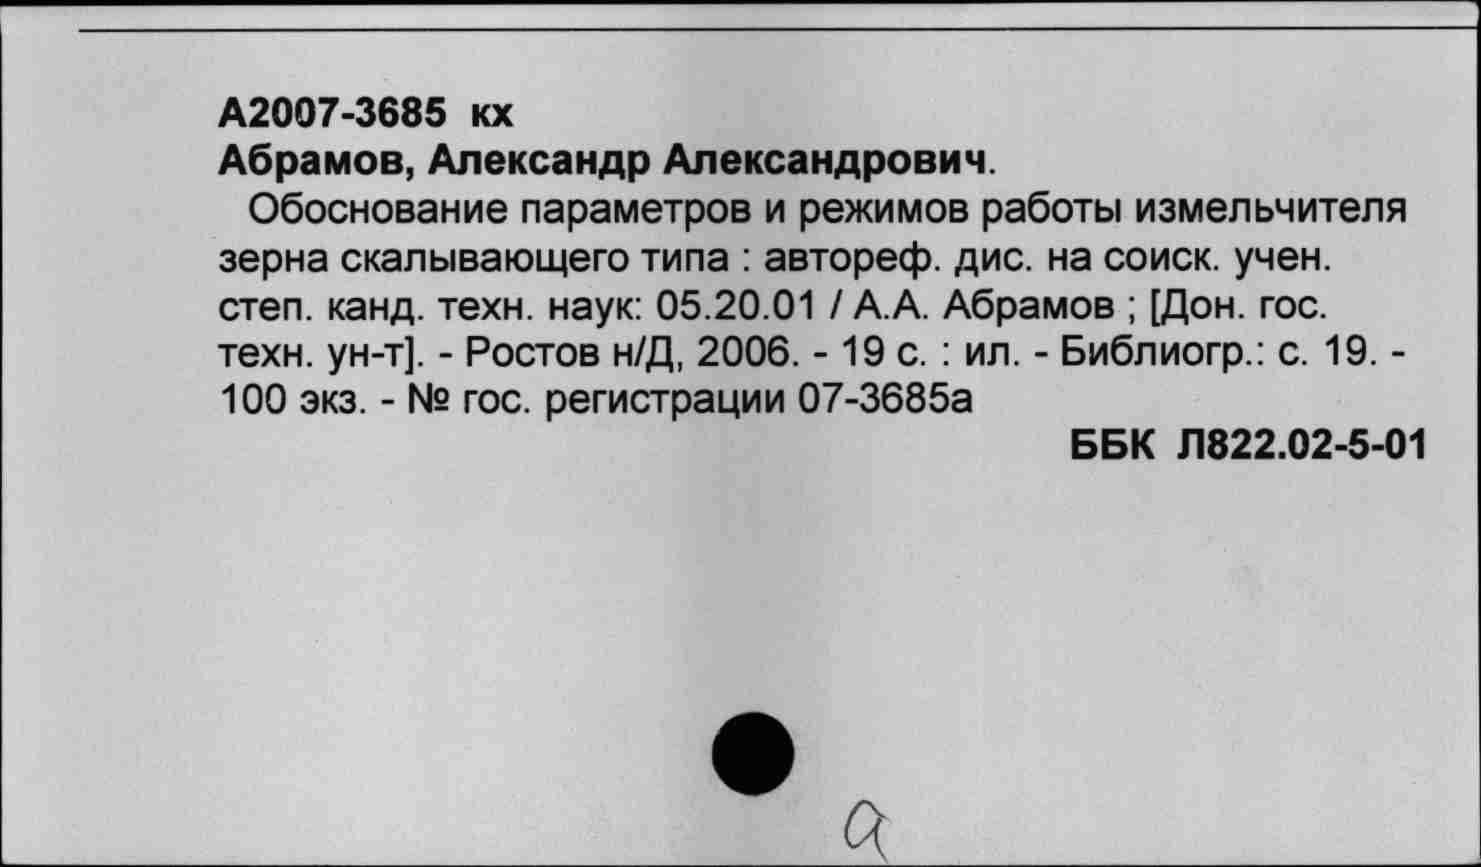 А2007-3685 кх
Абрамов, Александр Александрович.
Обоснование параметров и режимов работы измельчителя
зерна скалывающего типа : автореф. дис. на соиск. учен.
степ. канд. техн. наук: 05.20.01 / А.А. Абрамов ; [Дон. гос.
техн. ун-т]. - Ростов н/Д, 2006. - 19 с. : ил. - Библиогр.: с. 19. -
100 экз. - № гос. регистрации 07-3685а
ББК Л822.02-5-01
а